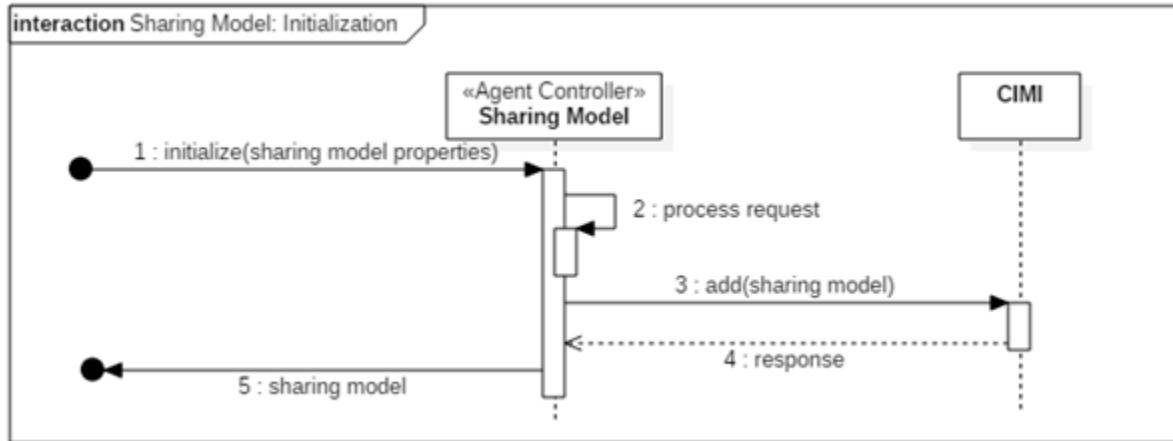 interaction Sharing Model: Initialization
«Agent Controller»
Sharing Model
CIMI
1 : initialize(sharing model properties)
2 : process request
3 : add(sharing model)
4 : response
5 : sharing model